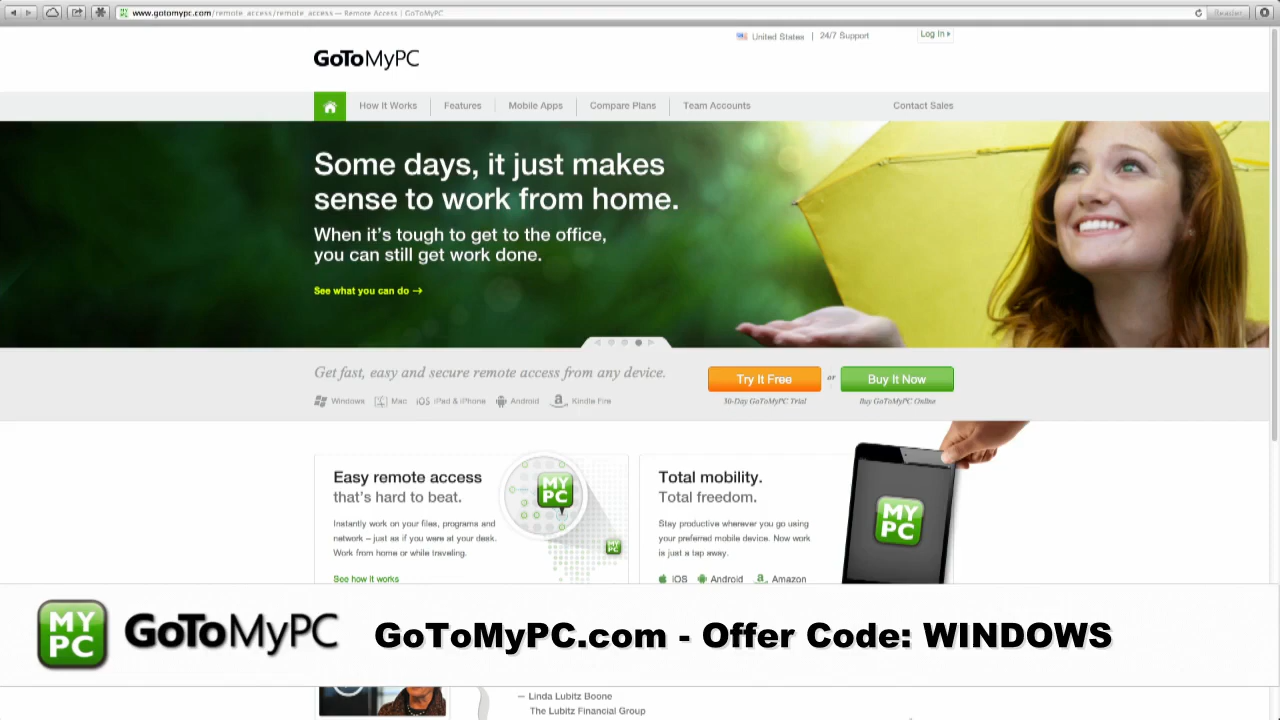 www.gotomypc.com/remote_access/remote_access — Remote Access | GoToMyPC
Reader
United States | 24/7 Support
Log In
GoToMyPC
How It Works
Features
Mobile Apps
Compare Plans
Team Accounts
Contact Sales
Some days, it just makes
sense to work from home.
When it's tough to get to the office,
you can still get work done.
See what you can do →
Get fast, easy and secure remote access from any device.
Try It Free
or
Buy It Now
Windows
Mac
iOS iPad & iPhone
Android
Kindle Fire
30-Day GoToMyPC Trial
Buy GoToMyPC Online
Easy remote access
that's hard to beat.
Instantly work on your files, programs and
network – just as if you were at your desk.
Work from home or while traveling.
See how it works
MY
PC
MY
PC
Total mobility.
Total freedom.
Stay productive wherever you go using
your preferred mobile device. Now work
is just a tap away.
iOS
Android
Amazon
MY
PC
MY
PC
GoToMyPC
GoToMyPC.com - Offer Code: WINDOWS
— Linda Lubitz Boone
The Lubitz Financial Group